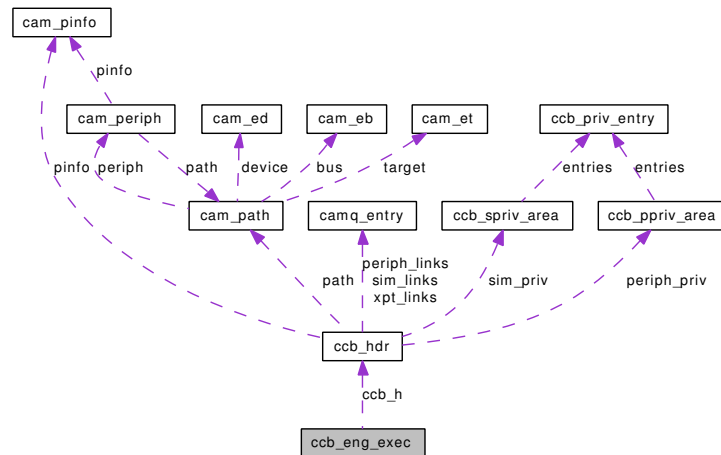 cam_pinfo
pinfo
cam_periph
cam_ed
cam_eb
cam_et
ccb_priv_entry
pinfo
periph
path
device
bus
target
entries
entries
cam_path
camq_entry
ccb_spriv_area
ccb_ppriv_area
path
periph_links
sim_links
xpt_links
sim_priv
periph_priv
ccb_hdr
ccb_h
ccb_eng_exec